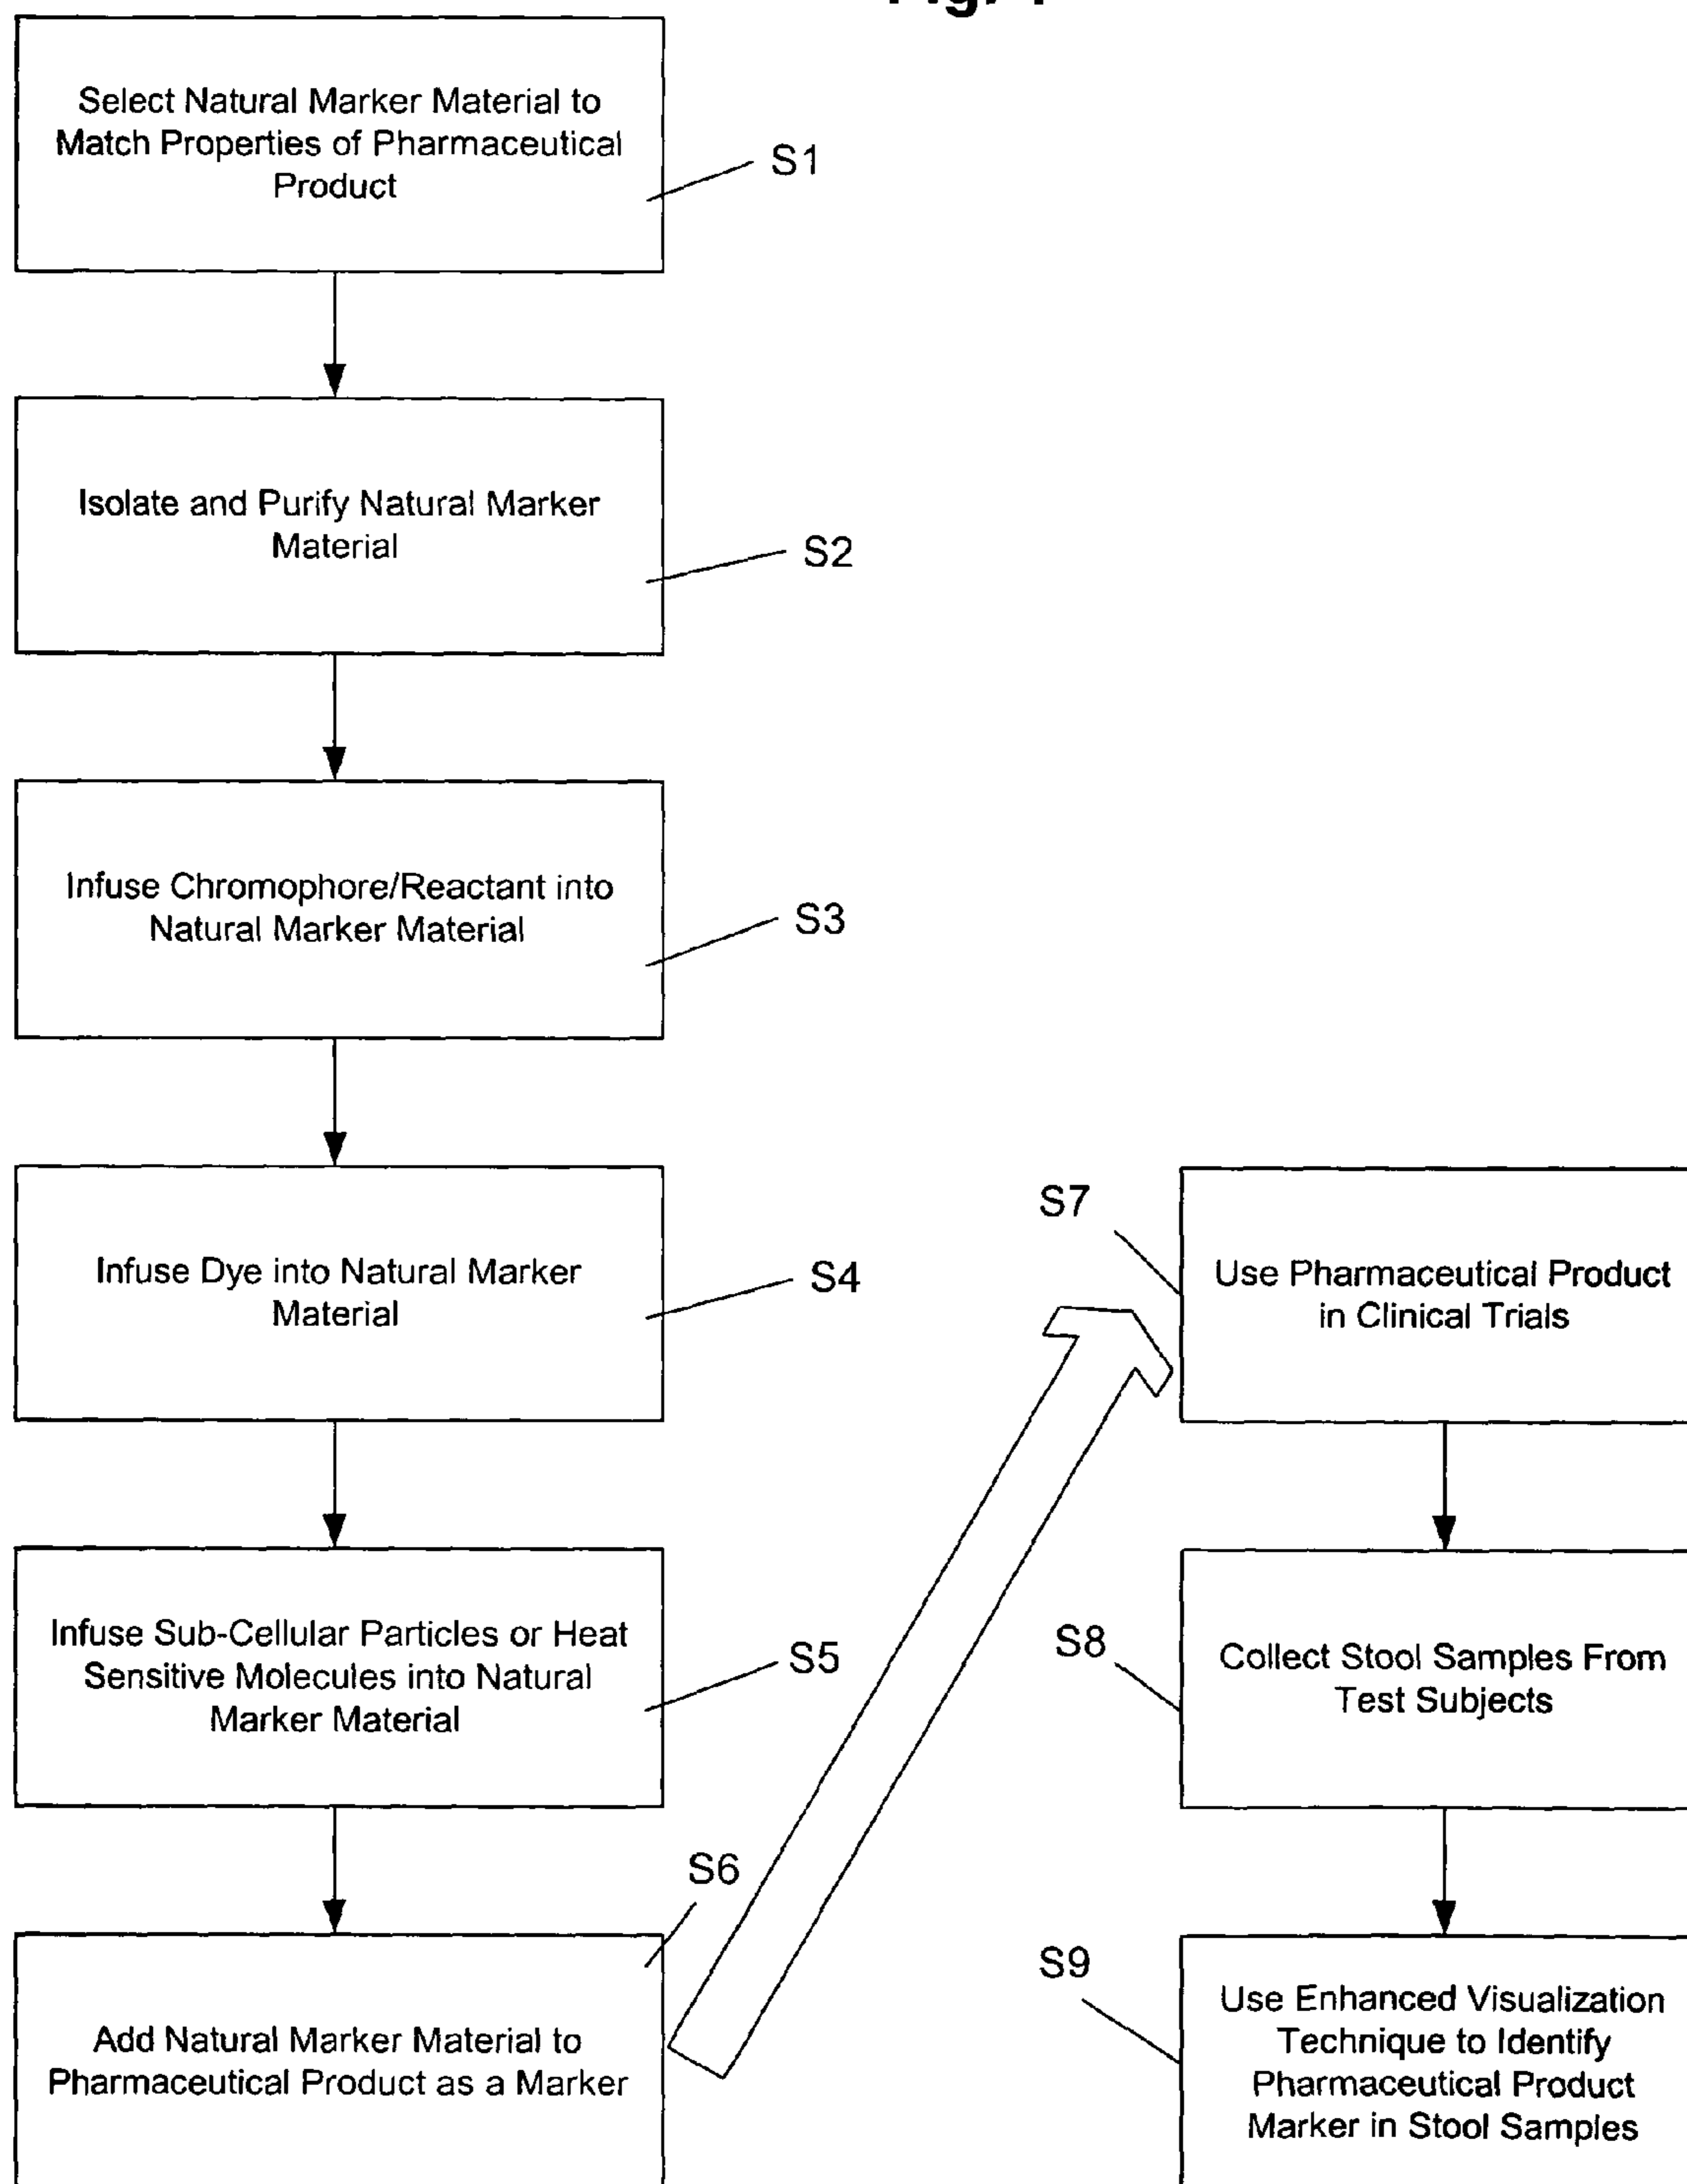 Select Natural Marker Material to
Match Properties of Pharmaceutical
Product
S1
Isolate and Purify Natural Marker
Material
S2
Infuse Chromophore/Reactant into
Natural Marker Material
S3
Infuse Dye into Natural Marker
Material
S4
Infuse Sub-Cellular Particles or Heat
Sensitive Molecules into Natural
Marker Material
S5
S6
Add Natural Marker Material to
Pharmaceutical Product as a Marker
S7
Use Pharmaceutical Product
in Clinical Trials
S8
Collect Stool Samples From
Test Subjects
S9
Use Enhanced Visualization
Technique to Identify
Pharmaceutical Product
Marker in Stool Samples